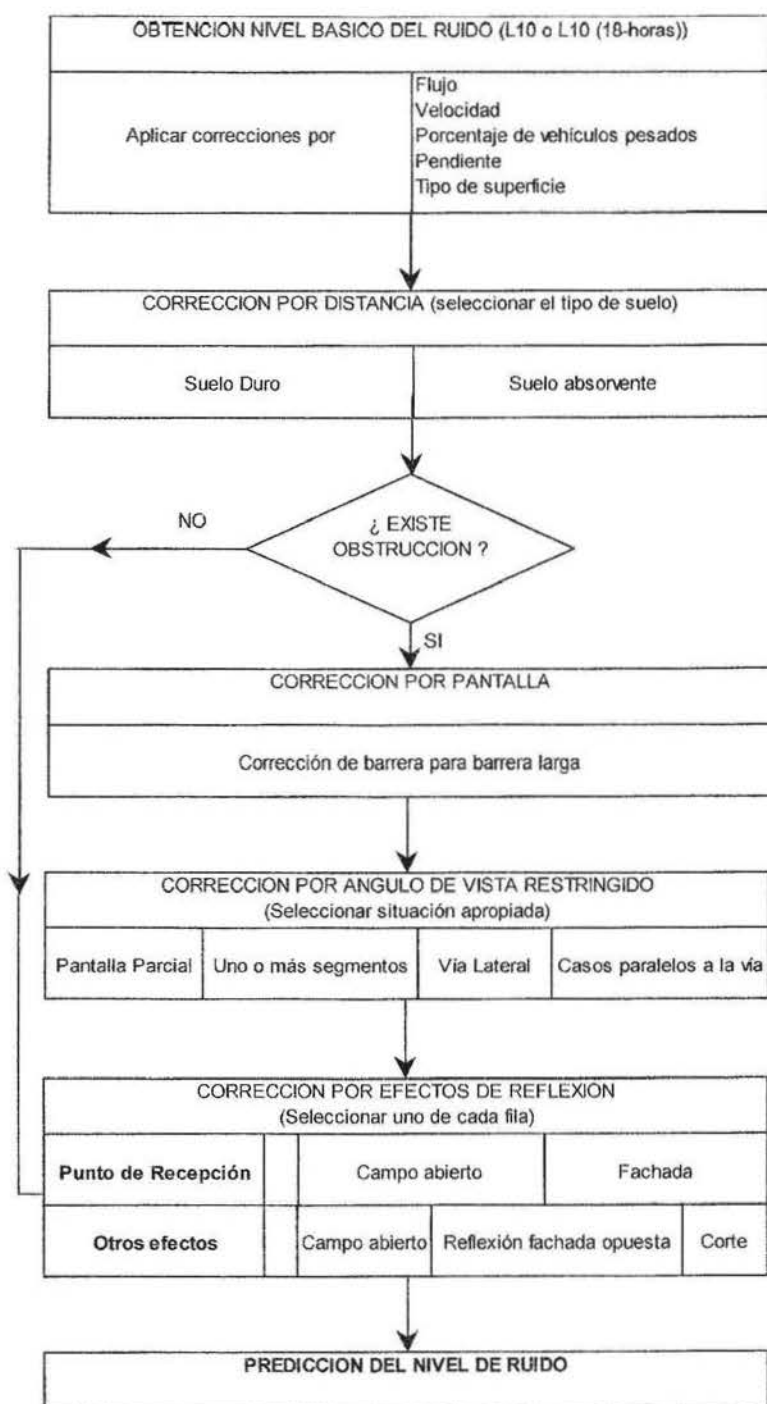 OBTENCION NIVEL BASICO DEL RUIDO (L10 o L10 (18-horas))
Aplicar correcciones por
Flujo
Velocidad
Porcentaje de vehículos pesados
Pendiente
Tipo de superficie
CORRECCION POR DISTANCIA (seleccionar el tipo de suelo)
Suelo Duro
Suelo absorvente
NO
¿ EXISTE
OBSTRUCCION ?
SI
CORRECCION POR PANTALLA
Corrección de barrera para barrera larga
CORRECCION POR ANGULO DE VISTA RESTRINGIDO
(Seleccionar situación apropiada)
Pantalla Parcial
Uno o más segmentos
Vía Lateral
Casos paralelos a la vía
CORRECCION POR EFECTOS DE REFLEXION
(Seleccionar uno de cada fila)
Punto de Recepción
Campo abierto
Fachada
Otros efectos
Campo abierto
Reflexión fachada opuesta
Corte
PREDICCION DEL NIVEL DE RUIDO